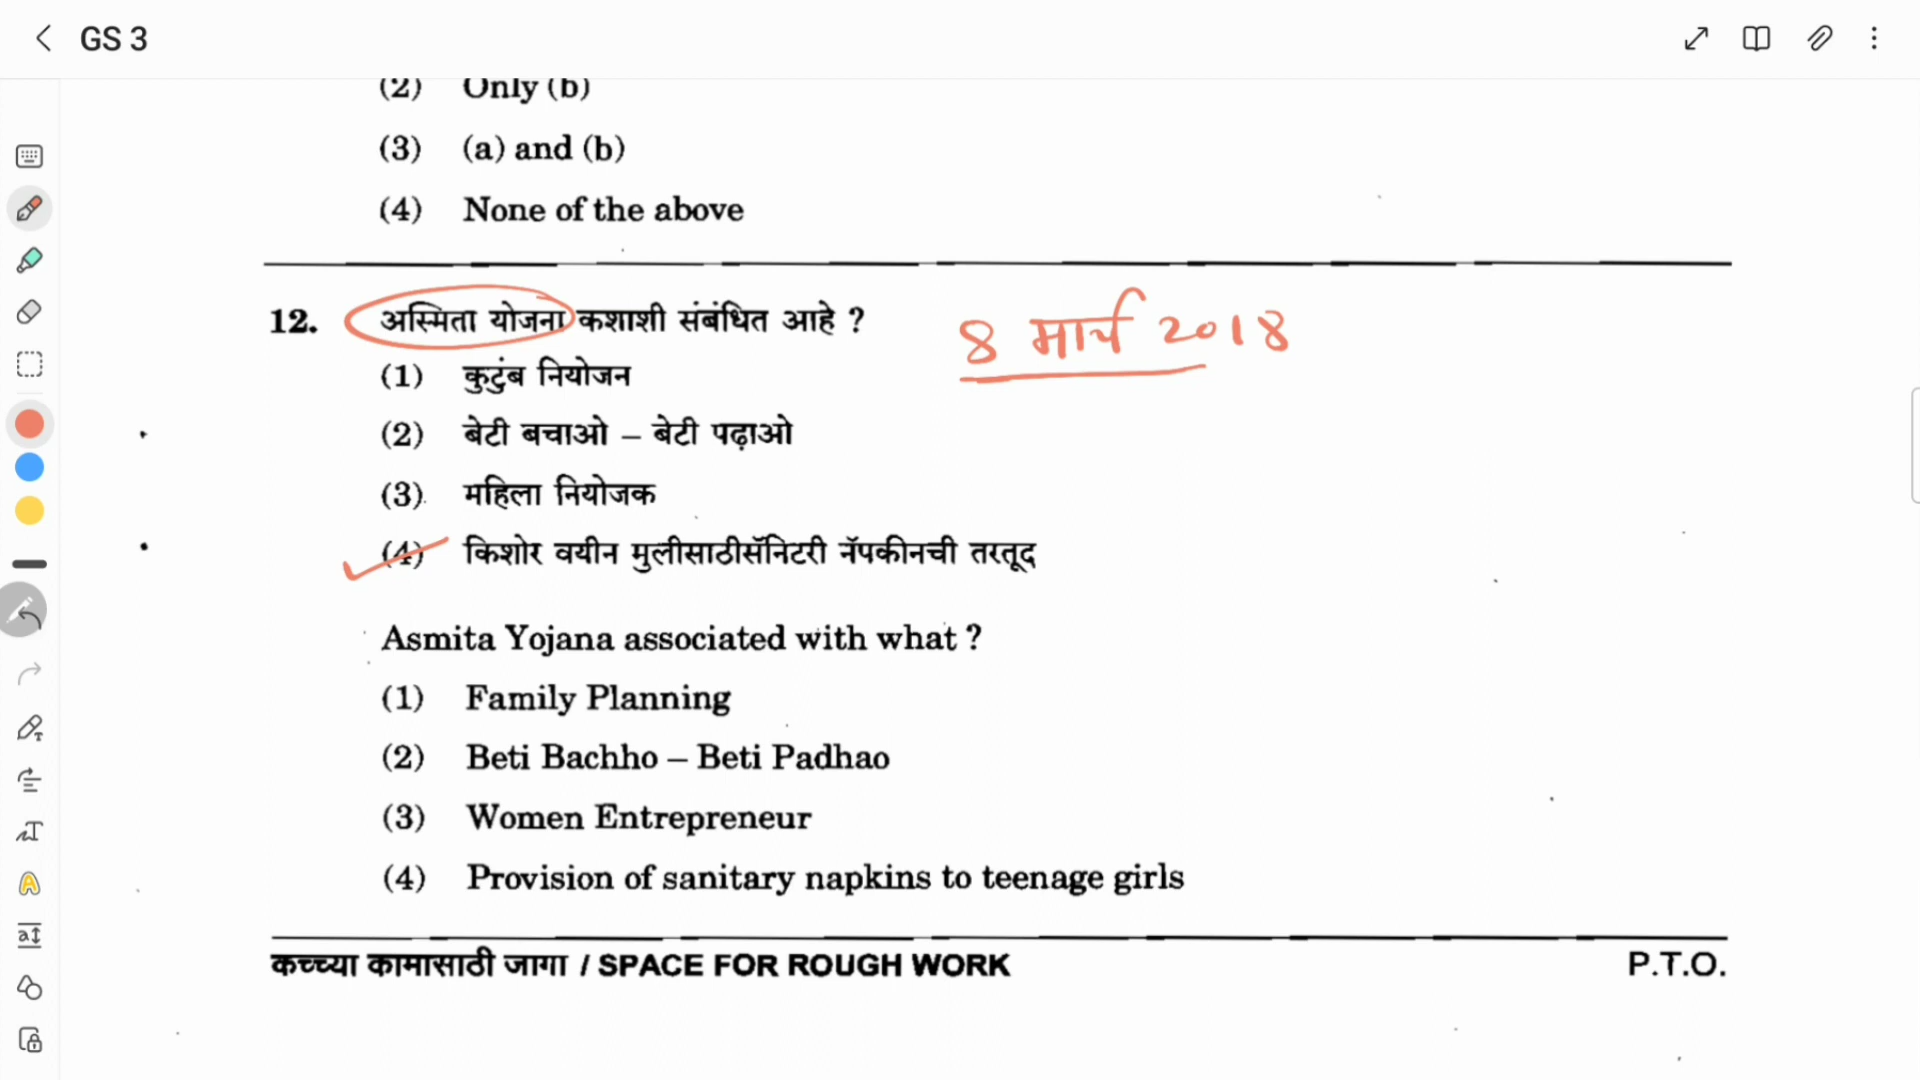 GS 3
(2) Only (b)
(3) (a) and (b)
(4) None of the above
12. अस्मिता योजना कशाशी संबंधित आहे ? 8 मार्च 2018
(1) कुटुंब नियोजन
(2) बेटी बचाओ – बेटी पढ़ाओ
(3) महिला नियोजक
(4) किशोर वयीन मुलीसाठीसॅनिटरी नॅपकीनची तरतूद
Asmita Yojana associated with what ?
(1) Family Planning
(2) Beti Bachho – Beti Padhao
(3) Women Entrepreneur
(4) Provision of sanitary napkins to teenage girls
कच्च्या कामासाठी जागा / SPACE FOR ROUGH WORK P.T.O.